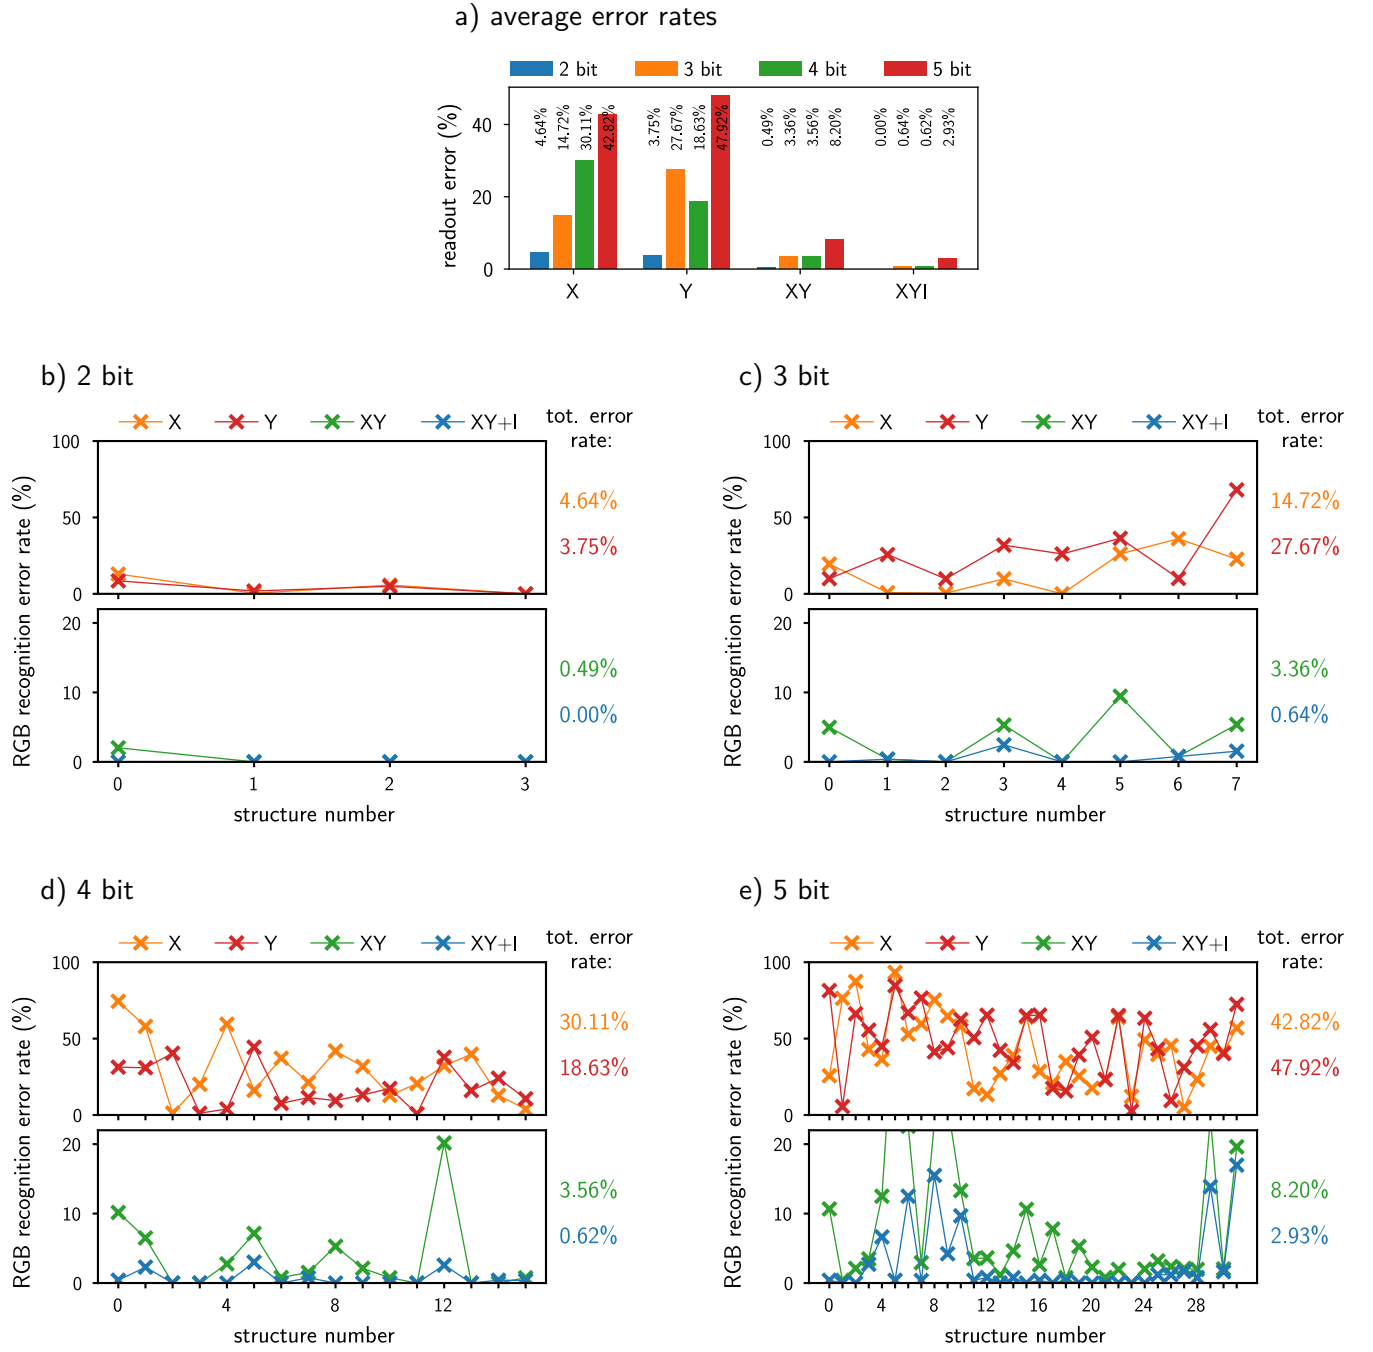 a) average error rates
2 bit 3 bit 4 bit 5 bit
readout error (%)
40
20
0
4.64% 14.72% 30.11% 42.82% 3.75% 27.67% 18.63% 47.92% 0.49% 3.36% 3.56% 8.20% 0.00% 0.64% 0.62% 2.93%
X Y XY XYI
b) 2 bit
X Y XY XY+I
tot. error
rate:
RGB recognition error rate (%)
100
50
0
4.64%
3.75%
20
10
0
0.49%
0.00%
0 1 2 3
structure number
c) 3 bit
X Y XY XY+I
tot. error
rate:
RGB recognition error rate (%)
100
50
0
14.72%
27.67%
20
10
0
3.36%
0.64%
0 1 2 3 4 5 6 7
structure number
d) 4 bit
X Y XY XY+I
tot. error
rate:
RGB recognition error rate (%)
100
50
0
30.11%
18.63%
20
10
0
3.56%
0.62%
0 4 8 12
structure number
e) 5 bit
X Y XY XY+I
tot. error
rate:
RGB recognition error rate (%)
100
50
0
42.82%
47.92%
20
10
0
8.20%
2.93%
0 4 8 12 16 20 24 28
structure number